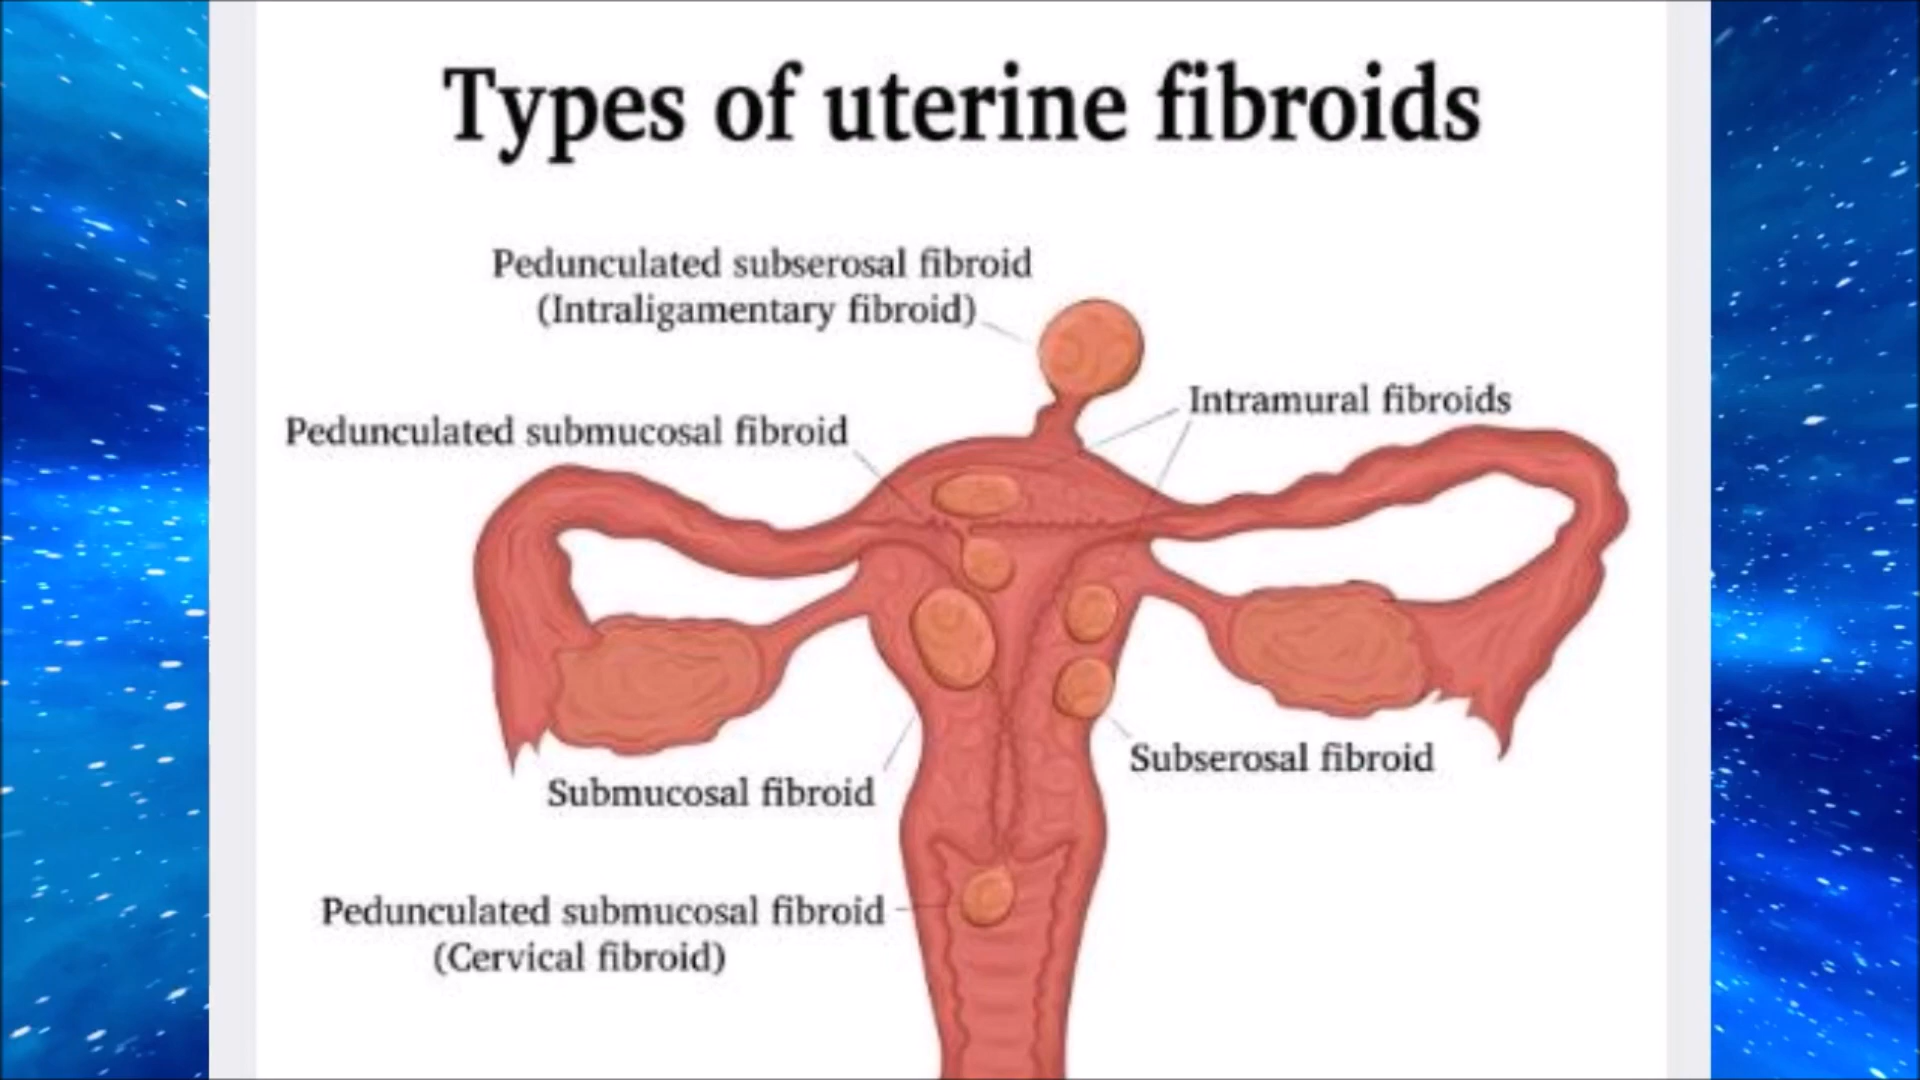 Types of uterine fibroids
Pedunculated subserosal fibroid
(Intraligamentary fibroid)
Intramural fibroids
Pedunculated submucosal fibroid
Subserosal fibroid
Submucosal fibroid
Pedunculated submucosal fibroid
(Cervical fibroid)